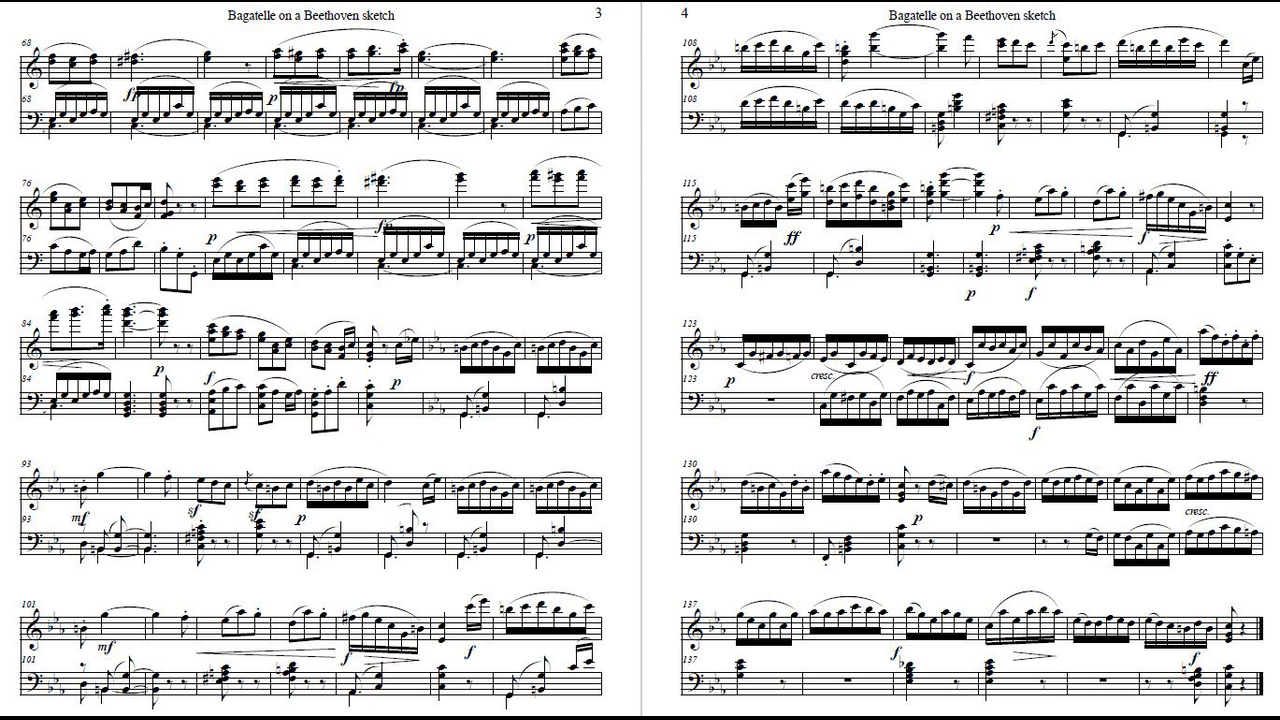 Bagatelle on a Beethoven sketch 3
68
fp p fp
68
76
p fp p
76
84
p f p
84
93
mf sf sf p
93
101
mf f f
101
4 Bagatelle on a Beethoven sketch
108
108
115
ff p f
115
p f
123
p cresc. f ff
123
f
130
p cresc.
130
137
f f
137